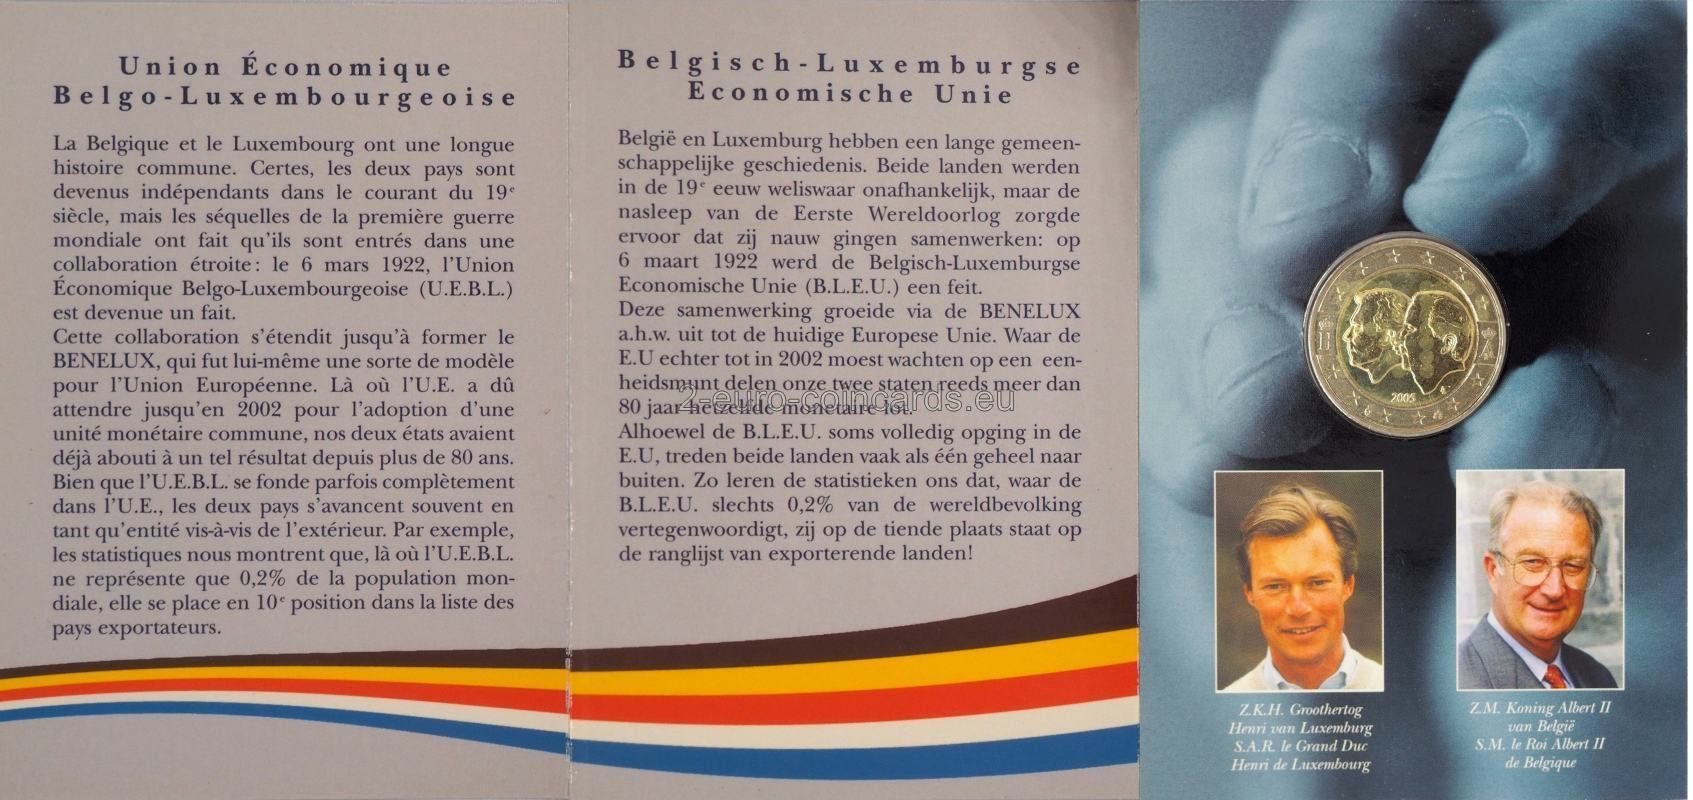 Union Économique
Belgo-Luxembourgeoise
La Belgique et le Luxembourg ont une longue
histoire commune. Certes, les deux pays sont
devenus indépendants dans le courant du 19e
siècle, mais les séquelles de la première guerre
mondiale ont fait qu'ils sont entrés dans une
collaboration étroite: le 6 mars 1922, l'Union
Économique Belgo-Luxembourgeoise (U.E.B.L.)
est devenue un fait.
Cette collaboration s'étendit jusqu'à former le
BENELUX, qui fut lui-même une sorte de modèle
pour l'Union Européenne. Là où l'U.E. a dû
attendre jusqu'en 2002 pour l'adoption d'une
unité monétaire commune, nos deux états avaient
déjà abouti à un tel résultat depuis plus de 80 ans.
Bien que l'U.E.B.L. se fonde parfois complètement
dans l'U.E., les deux pays s'avancent souvent en
tant qu'entité vis-à-vis de l'extérieur. Par exemple,
les statistiques nous montrent que, là où l'U.E.B.L.
ne représente que 0,2% de la population mon-
diale, elle se place en 10e position dans la liste des
pays exportateurs.
Belgisch-Luxemburgse
Economische Unie
België en Luxemburg hebben een lange gemeen-
schappelijke geschiedenis. Beide landen werden
in de 19e eeuw weliswaar onafhankelijk, maar de
nasleep van de Eerste Wereldoorlog zorgde
ervoor dat zij nauw gingen samenwerken: op
6 maart 1922 werd de Belgisch-Luxemburgse
Economische Unie (B.L.E.U.) een feit.
Deze samenwerking groeide via de BENELUX
a.h.w. uit tot de huidige Europese Unie. Waar de
E.U echter tot in 2002 moest wachten op een een-
heidsmunt delen onze twee staten reeds meer dan
80 jaar hetzelfde monetaire lot.
Alhoewel de B.L.E.U. soms volledig opging in de
E.U, treden beide landen vaak als één geheel naar
buiten. Zo leren de statistieken ons dat, waar de
B.L.E.U. slechts 0,2% van de wereldbevolking
vertegenwoordigt, zij op de tiende plaats staat op
de ranglijst van exporterende landen!
2-euro-coincards.eu
2005
Z.K.H. Groothertog
Henri van Luxemburg
S.A.R. le Grand Duc
Henri de Luxembourg
Z.M. Koning Albert II
van België
S.M. le Roi Albert II
de Belgique